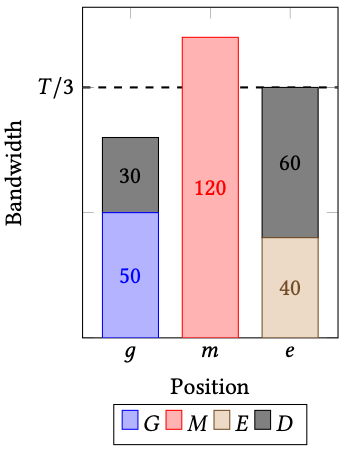 T/3
Bandwidth
30
50
120
60
40
g m e
Position
G M E D